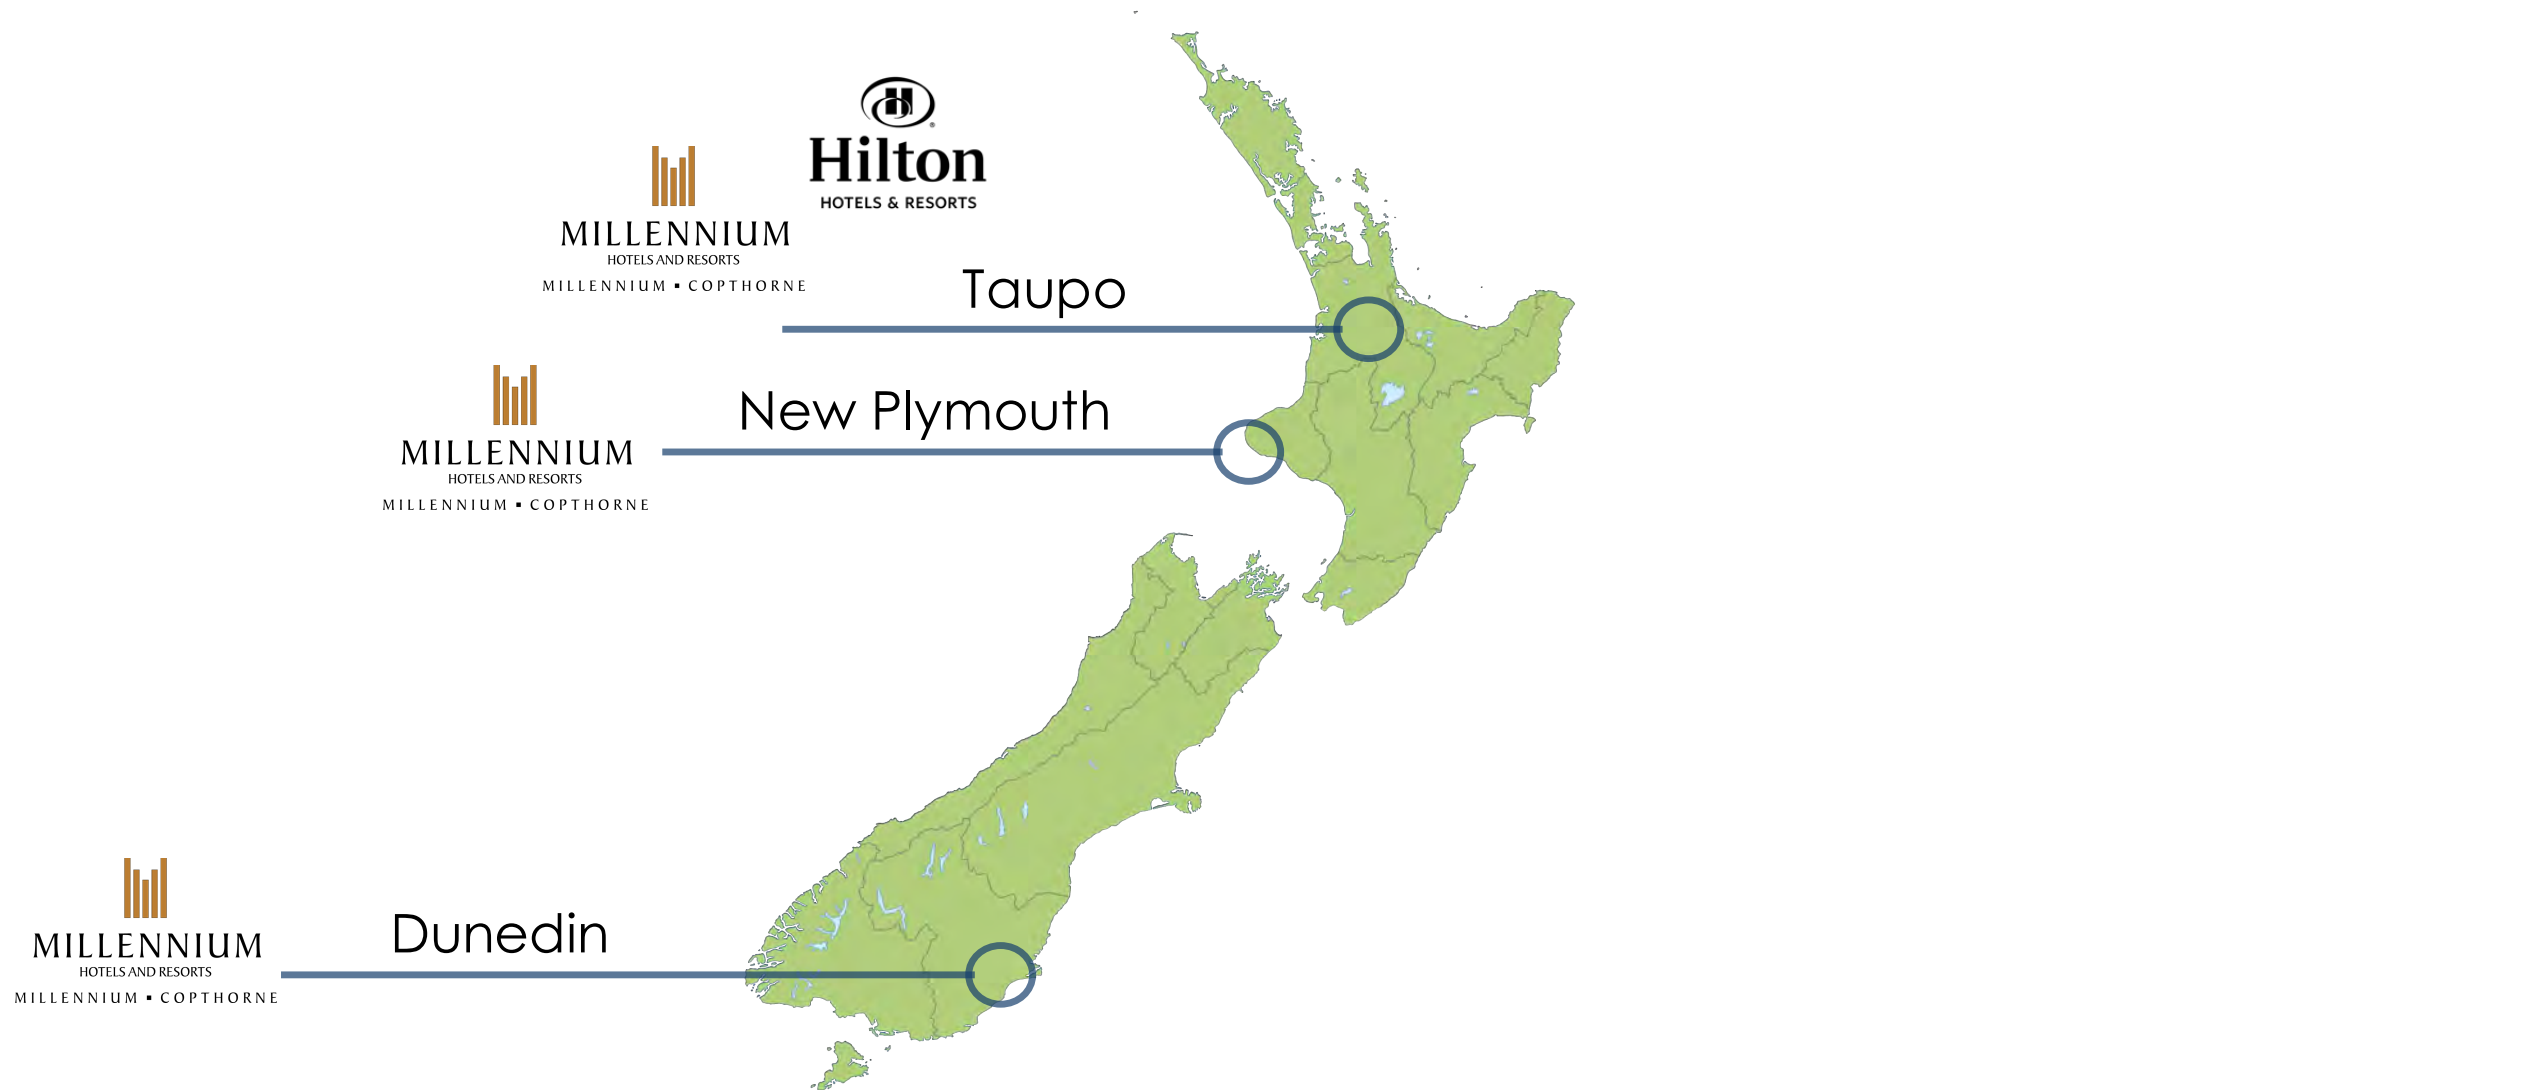 Hilton
HOTELS & RESORTS
MILLENNIUM
HOTELS AND RESORTS
MILLENNIUM ▪ COPTHORNE
Taupo
New Plymouth
MILLENNIUM
HOTELS AND RESORTS
MILLENNIUM ▪ COPTHORNE
Dunedin
MILLENNIUM
HOTELS AND RESORTS
MILLENNIUM ▪ COPTHORNE